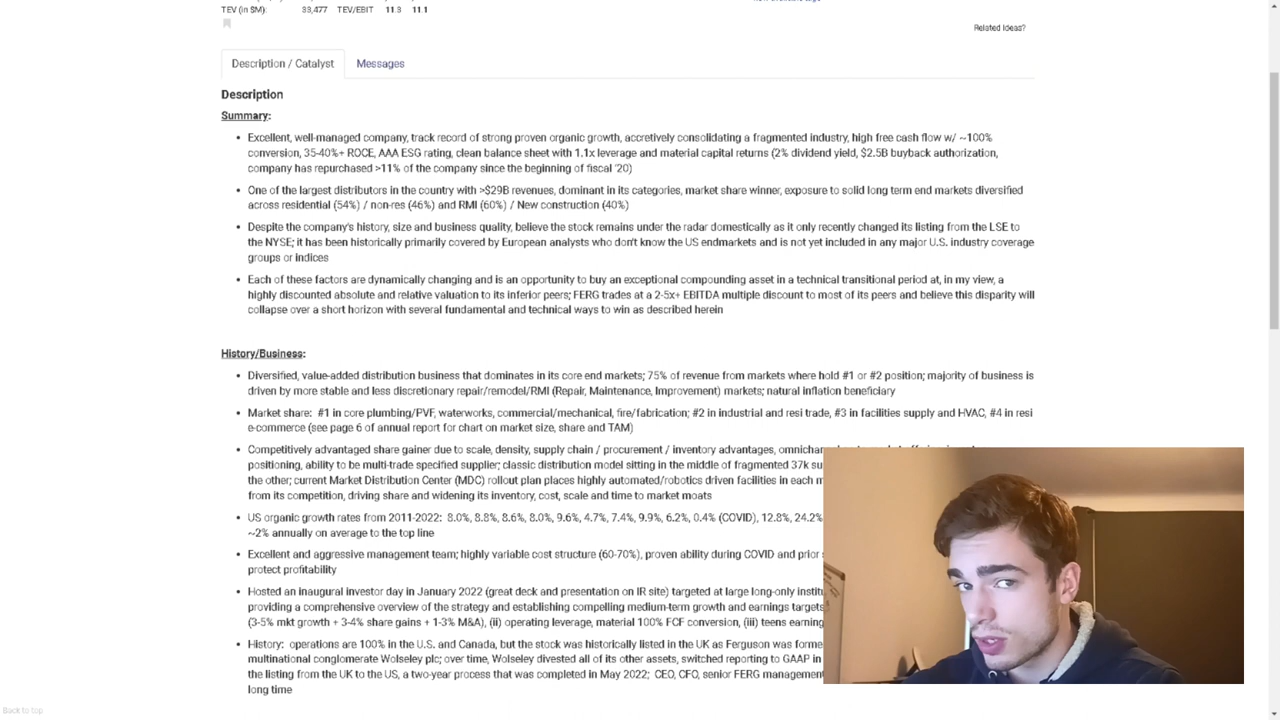 TEV (in $M): 33,477 TEV/EBIT 11.3 11.1
Related Ideas?
Description / Catalyst Messages
Description
Summary:
• Excellent, well-managed company, track record of strong proven organic growth, accretively consolidating a fragmented industry, high free cash flow w/ ~100%
conversion, 35-40%+ ROCE, AAA ESG rating, clean balance sheet with 1.1x leverage and material capital returns (2% dividend yield, $2.5B buyback authorization,
company has repurchased >11% of the company since the beginning of fiscal '20)
• One of the largest distributors in the country with >$29B revenues, dominant in its categories, market share winner, exposure to solid long term end markets diversified
across residential (54%) / non-res (46%) and RMI (60%) / New construction (40%)
• Despite the company's history, size and business quality, believe the stock remains under the radar domestically as it only recently changed its listing from the LSE to
the NYSE; it has been historically primarily covered by European analysts who don't know the US endmarkets and is not yet included in any major U.S. industry coverage
groups or indices
• Each of these factors are dynamically changing and is an opportunity to buy an exceptional compounding asset in a technical transitional period at, in my view, a
highly discounted absolute and relative valuation to its inferior peers; FERG trades at a 2-5x+ EBITDA multiple discount to most of its peers and believe this disparity will
collapse over a short horizon with several fundamental and technical ways to win as described herein
History/Business:
• Diversified, value-added distribution business that dominates in its core end markets; 75% of revenue from markets where hold #1 or #2 position; majority of business is
driven by more stable and less discretionary repair/remodel/RMI (Repair, Maintenance, Improvement) markets; natural inflation beneficiary
• Market share: #1 in core plumbing/PVF, waterworks, commercial/mechanical, fire/fabrication; #2 in industrial and resi trade, #3 in facilities supply and HVAC, #4 in resi
e-commerce (see page 6 of annual report for chart on market size, share and TAM)
• Competitively advantaged share gainer due to scale, density, supply chain / procurement / inventory advantages,
positioning, ability to be multi-trade specified supplier; classic distribution model sitting in the middle of fragmented 37k su
the other; current Market Distribution Center (MDC) rollout plan places highly automated/robotics driven facilities in each m
from its competition, driving share and widening its inventory, cost, scale and time to market moats
• US organic growth rates from 2011-2022: 8.0%, 8.8%, 8.6%, 8.0%, 9.6%, 4.7%, 7.4%, 9.9%, 6.2%, 0.4% (COVID), 12.8%, 24.2%
~2% annually on average to the top line
• Excellent and aggressive management team; highly variable cost structure (60-70%), proven ability during COVID and prior
protect profitability
• Hosted an inaugural investor day in January 2022 (great deck and presentation on IR site) targeted at large long-only instit
providing a comprehensive overview of the strategy and establishing compelling medium-term growth and earnings targets
(3-5% mkt growth + 3-4% share gains + 1-3% M&A), (ii) operating leverage, material 100% FCF conversion, (iii) teens earning
• History: operations are 100% in the U.S. and Canada, but the stock was historically listed in the UK as Ferguson was forme
multinational conglomerate Wolseley plc; over time, Wolseley divested all of its other assets, switched reporting to GAAP in
the listing from the UK to the US, a two-year process that was completed in May 2022; CEO, CFO, senior FERG management
long time
Back to top